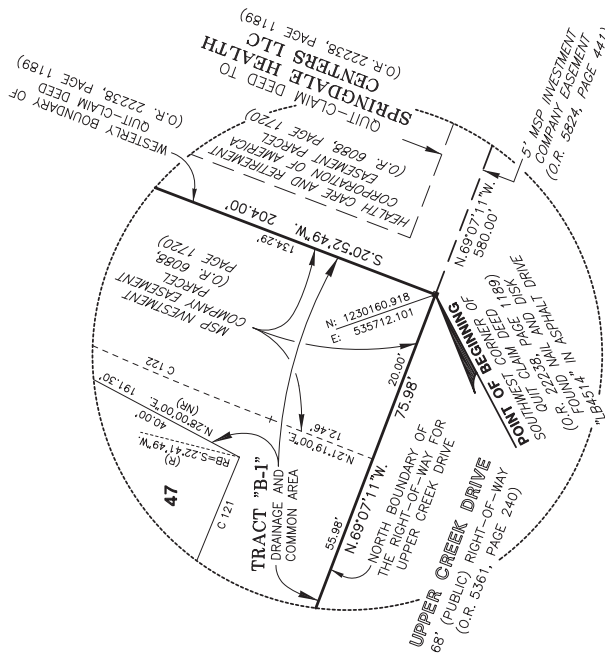 WESTERLY BOUNDARY OF
QUIT-CLAIM DEED
(O.R. 22238, PAGE 1189)
QUIT-CLAIM DEED TO
SPRINGDALE HEALTH
CENTERS LLC
(O.R. 22238, PAGE 1189)
HEALTH CARE AND RETIREMENT
CORPORATION OF AMERICA
EASEMENT PARCEL
(O.R. 6088, PAGE 1720)
5' MSP INVESTMENT
COMPANY EASEMENT
(O.R. 5824, PAGE 441)
N.69°07'11"W.
580.00'
S.20°52'49"W. 204.00'
134.29'
MSP INVESTMENT
COMPANY EASEMENT
PARCEL
(O.R. 6088
PAGE 1720)
N: 1230160.918
E: 535712.101
POINT OF BEGINNING
SOUTHWEST CORNER OF
QUIT CLAIM DEED
(O.R. 22238, PAGE 1189)
FOUND NAIL AND DISK
"LB4514" IN ASPHALT DRIVE
20.00'
75.98'
N.69°07'11"W.
55.98'
C 122
N.21°19'00"E.
12.46'
191.30'
N.28°00'00"E.
(NR)
40.00'
RB=S.22°41'49"W.
(R)
47
C 121
TRACT "B-1"
DRAINAGE AND
COMMON AREA
NORTH BOUNDARY OF
THE RIGHT-OF-WAY FOR
UPPER CREEK DRIVE
UPPER CREEK DRIVE
68' (PUBLIC) RIGHT-OF-WAY
(O.R. 5361, PAGE 240)